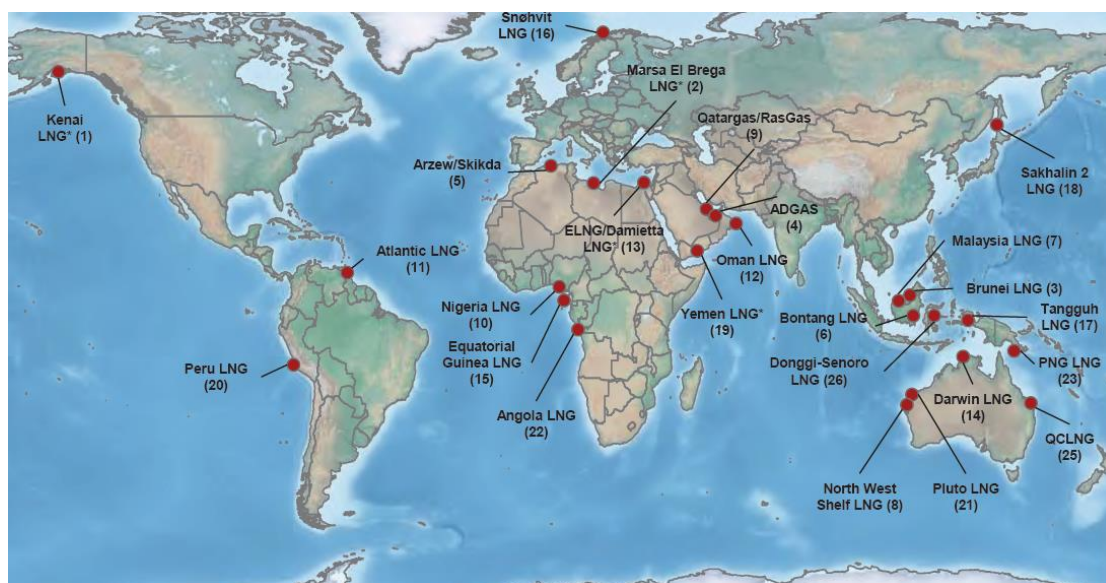 Snøhvit
LNG (16)
Marsa El Brega
LNG* (2)
Kenai
LNG* (1)
Qatargas/RasGas
(9)
Arzew/Skikda
(5)
Sakhalin 2
LNG (18)
ADGAS
(4)
ELNG/Damietta
LNG* (13)
Atlantic LNG
(11)
Oman LNG
(12)
Malaysia LNG (7)
Brunei LNG (3)
Nigeria LNG
(10)
Yemen LNG*
(19)
Bontang LNG
(6)
Tangguh
LNG (17)
Equatorial
Guinea LNG
(15)
Donggi-Senoro
LNG (26)
PNG LNG
(23)
Peru LNG
(20)
Angola LNG
(22)
Darwin LNG
(14)
QCLNG
(25)
North West
Shelf LNG (8)
Pluto LNG
(21)